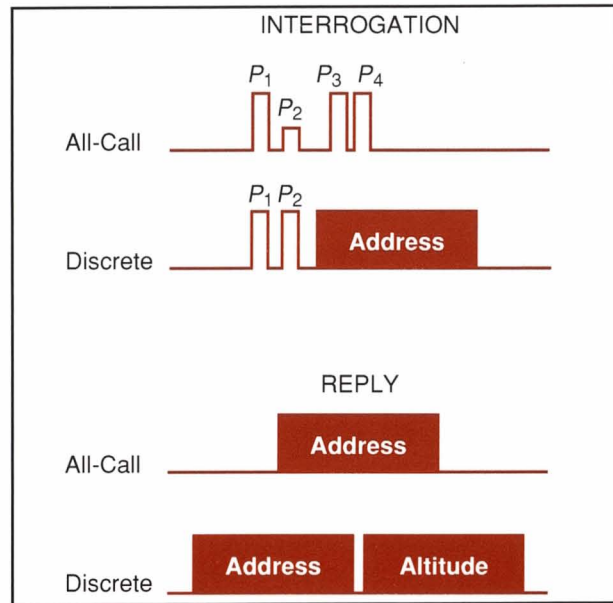 INTERROGATION
P1 P2 P3 P4
All-Call
P1 P2
Address
Discrete
REPLY
Address
All-Call
Address Altitude
Discrete